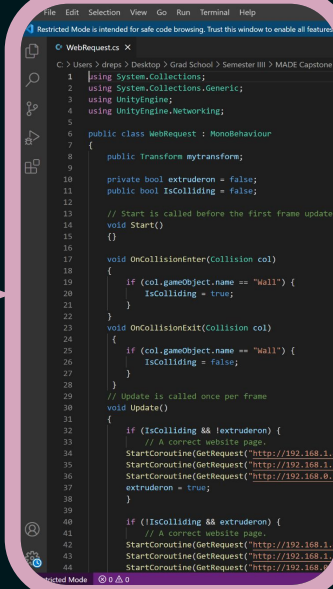 File Edit Selection View Go Run Terminal Help
Restricted Mode is intended for safe code browsing. Trust this window to enable all features
WebRequest.cs X
C: > Users > dreps > Desktop > Grad School > Semester IIII > MADE Capstone
1 using System.Collections;
2 using System.Collections.Generic;
3 using UnityEngine;
4 using UnityEngine.Networking;
5
6 public class WebRequest : MonoBehaviour
7 {
8 public Transform mytransform;
9
10 private bool extruderon = false;
11 public bool IsColliding = false;
12
13 // Start is called before the first frame update
14 void Start()
15 {}
16
17 void OnCollisionEnter(Collision col)
18 {
19 if (col.gameObject.name == "Wall") {
20 IsColliding = true;
21 }
22 }
23 void OnCollisionExit(Collision col)
24 {
25 if (col.gameObject.name == "Wall") {
26 IsColliding = false;
27 }
28 }
29 // Update is called once per frame
30 void Update()
31 {
32 if (IsColliding && !extruderon) {
33 // A correct website page.
34 StartCoroutine(GetRequest("http://192.168.1.
35 StartCoroutine(GetRequest("http://192.168.1.
36 StartCoroutine(GetRequest("http://192.168.0.
37 extruderon = true;
38 }
39
40 if (!IsColliding && extruderon) {
41 // A correct website page.
42 StartCoroutine(GetRequest("http://192.168.1.
43 StartCoroutine(GetRequest("http://192.168.1.
44 StartCoroutine(GetRequest("http://192.168.0
tricted Mode 0 0